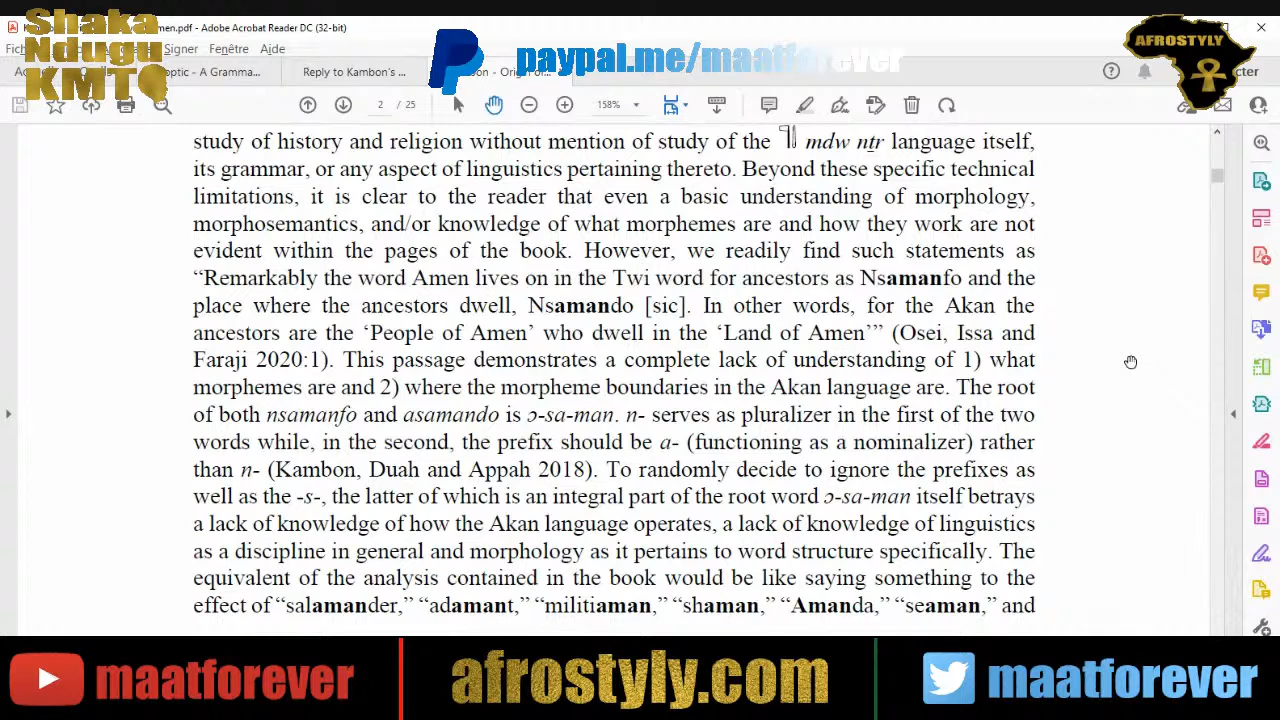 Shaka
Ndugu
KMT
men.pdf - Adobe Acrobat Reader DC (32-bit)
Signer Fenêtre Aide
optic - A Gramma... Reply to Kambon's ...
paypal.me/maatforever
AFROSTYLY
2 / 25 158%
study of history and religion without mention of study of the mdw nṯr language itself,
its grammar, or any aspect of linguistics pertaining thereto. Beyond these specific technical
limitations, it is clear to the reader that even a basic understanding of morphology,
morphosemantics, and/or knowledge of what morphemes are and how they work are not
evident within the pages of the book. However, we readily find such statements as
“Remarkably the word Amen lives on in the Twi word for ancestors as Nsamanfo and the
place where the ancestors dwell, Nsamando [sic]. In other words, for the Akan the
ancestors are the ‘People of Amen’ who dwell in the ‘Land of Amen’” (Osei, Issa and
Faraji 2020:1). This passage demonstrates a complete lack of understanding of 1) what
morphemes are and 2) where the morpheme boundaries in the Akan language are. The root
of both nsamanfo and asamando is ɔ-sa-man. n- serves as pluralizer in the first of the two
words while, in the second, the prefix should be a- (functioning as a nominalizer) rather
than n- (Kambon, Duah and Appah 2018). To randomly decide to ignore the prefixes as
well as the -s-, the latter of which is an integral part of the root word ɔ-sa-man itself betrays
a lack of knowledge of how the Akan language operates, a lack of knowledge of linguistics
as a discipline in general and morphology as it pertains to word structure specifically. The
equivalent of the analysis contained in the book would be like saying something to the
effect of “salamander,” “adamant,” “militiaman,” “shaman,” “Amanda,” “seaman,” and
maatforever afrostyly.com maatforever